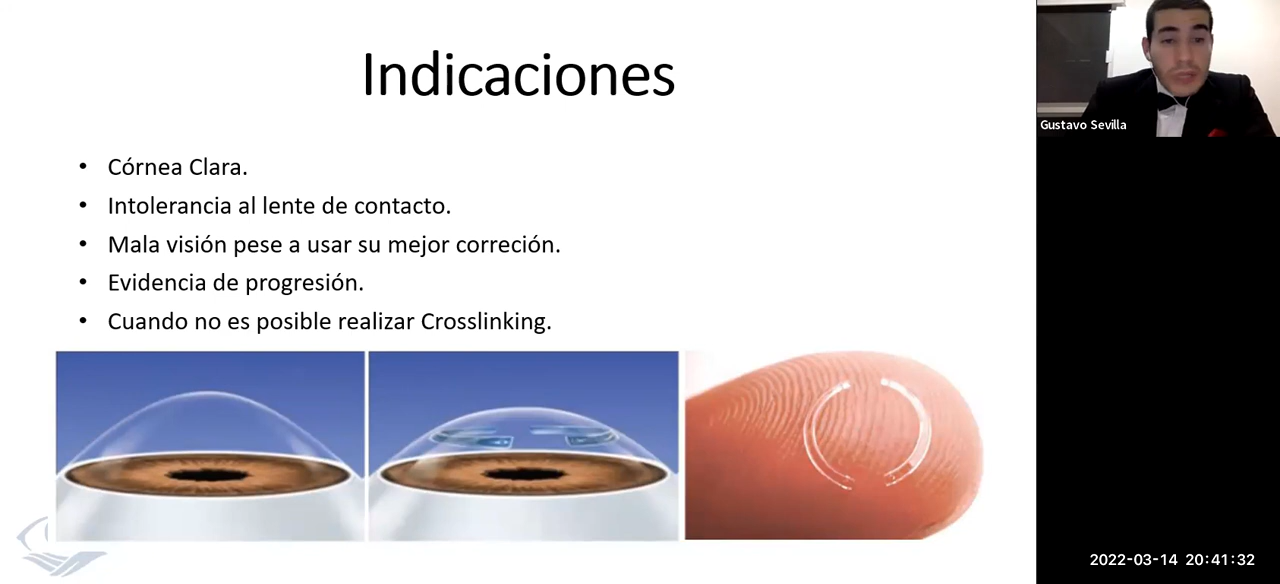 Indicaciones
• Córnea Clara.
• Intolerancia al lente de contacto.
• Mala visión pese a usar su mejor correción.
• Evidencia de progresión.
• Cuando no es posible realizar Crosslinking.
Gustavo Sevilla
2022-03-14 20:41:32